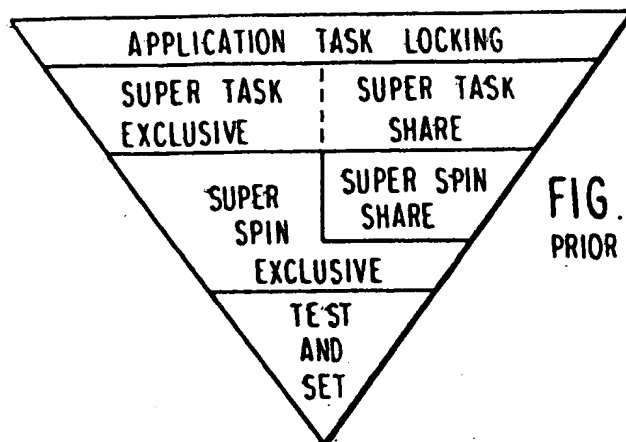 APPLICATION TASK LOCKING
SUPER TASK
EXCLUSIVE
SUPER TASK
SHARE
SUPER
SPIN
EXCLUSIVE
SUPER SPIN
SHARE
TEST
AND
SET
FIG.
PRIOR